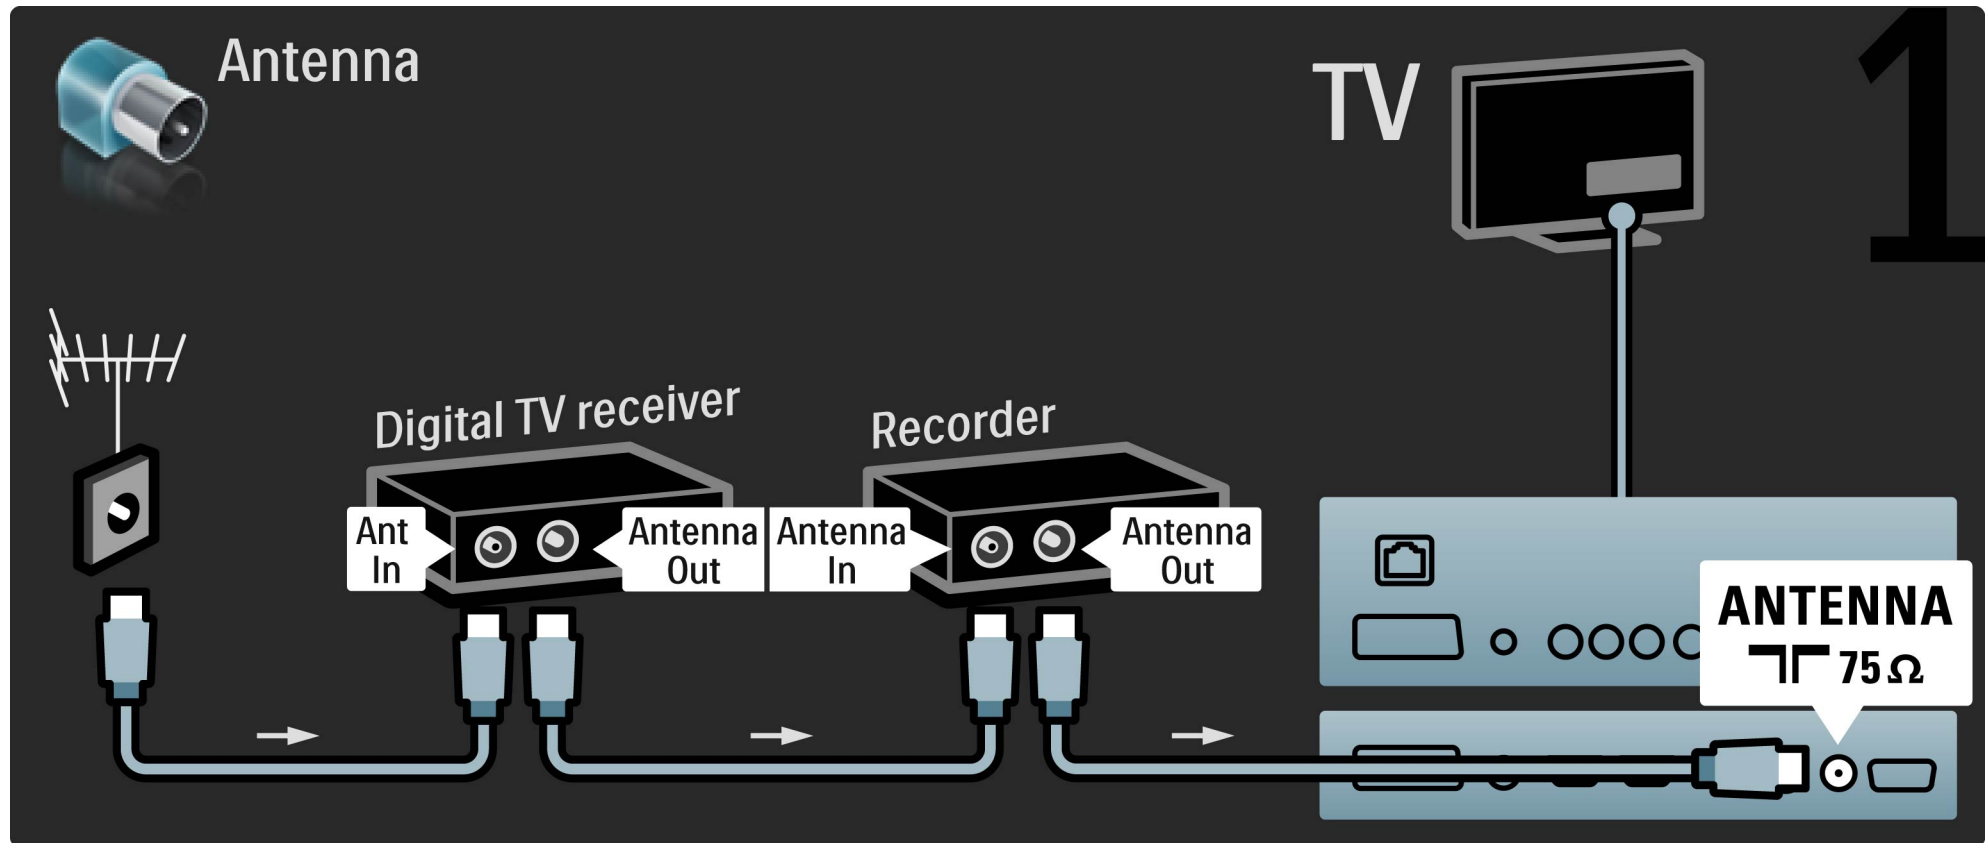 Antenna
TV
1
Digital TV receiver
Recorder
Ant
In
Antenna
Out
Antenna
In
Antenna
Out
ANTENNA
75 Ω